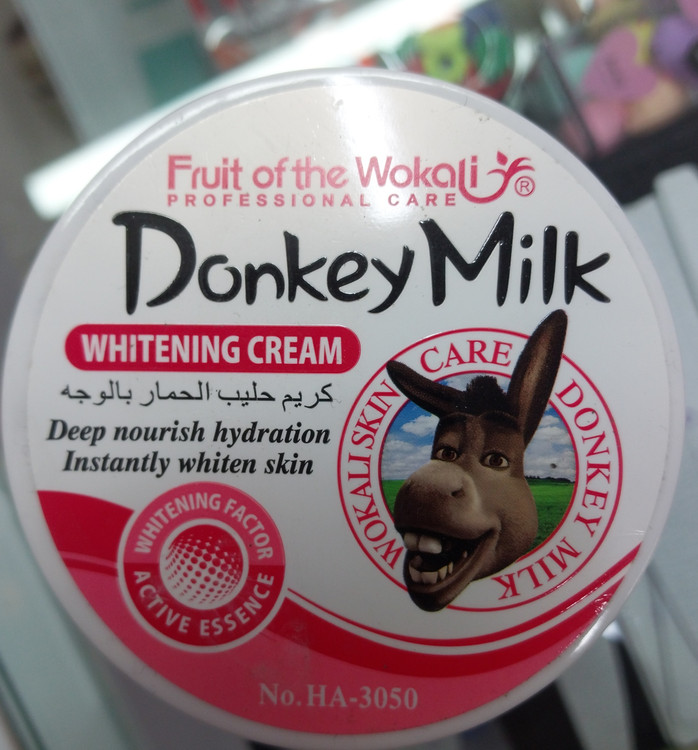 Fruit of the Wokali ®
PROFESSIONAL CARE
Donkey Milk
WHITENING CREAM
كريم حليب الحمار بالوجه
Deep nourish hydration
Instantly whiten skin
WOKALI SKIN CARE DONKEY MILK
WHITENING FACTOR
ACTIVE ESSENCE
No.HA-3050